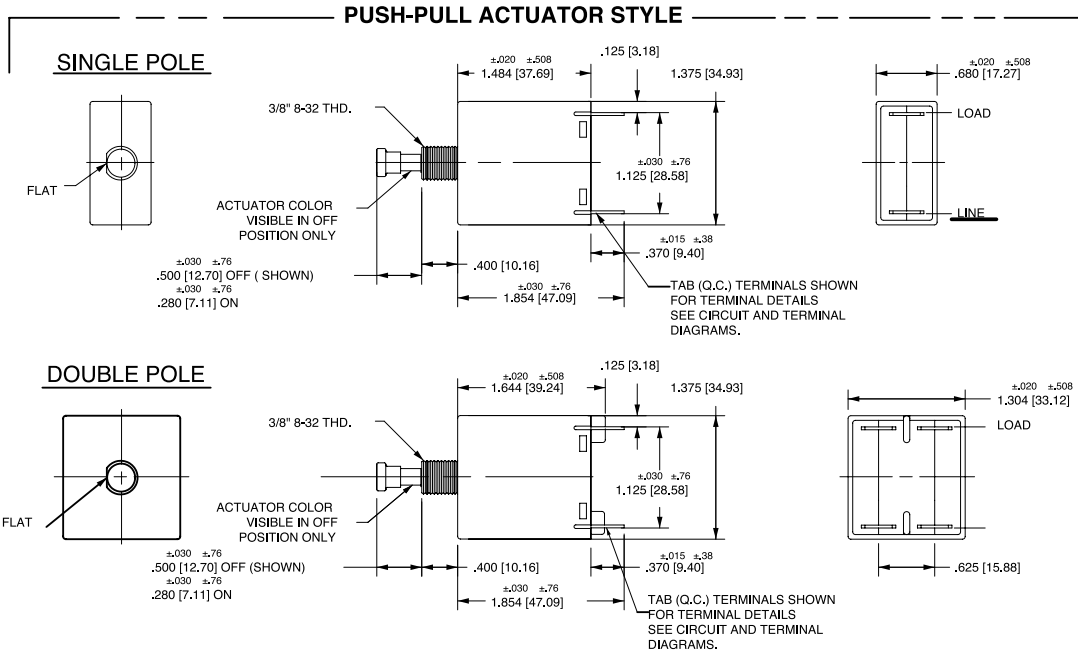 PUSH-PULL ACTUATOR STYLE
SINGLE POLE
FLAT
3/8" 8-32 THD.
ACTUATOR COLOR
VISIBLE IN OFF
POSITION ONLY
±.030 ±.76
.500 [12.70] OFF ( SHOWN)
±.030 ±.76
.280 [7.11] ON
±.020 ±.508
1.484 [37.69]
.125 [3.18]
1.375 [34.93]
±.030 ±.76
1.125 [28.58]
±.015 ±.38
.370 [9.40]
.400 [10.16]
±.030 ±.76
1.854 [47.09]
TAB (Q.C.) TERMINALS SHOWN
FOR TERMINAL DETAILS
SEE CIRCUIT AND TERMINAL
DIAGRAMS.
±.020 ±.508
.680 [17.27]
LOAD
LINE
DOUBLE POLE
FLAT
3/8" 8-32 THD.
ACTUATOR COLOR
VISIBLE IN OFF
POSITION ONLY
±.030 ±.76
.500 [12.70] OFF (SHOWN)
±.030 ±.76
.280 [7.11] ON
±.020 ±.508
1.644 [39.24]
.125 [3.18]
1.375 [34.93]
±.030 ±.76
1.125 [28.58]
±.015 ±.38
.370 [9.40]
.400 [10.16]
±.030 ±.76
1.854 [47.09]
TAB (Q.C.) TERMINALS SHOWN
FOR TERMINAL DETAILS
SEE CIRCUIT AND TERMINAL
DIAGRAMS.
±.020 ±.508
1.304 [33.12]
LOAD
.625 [15.88]